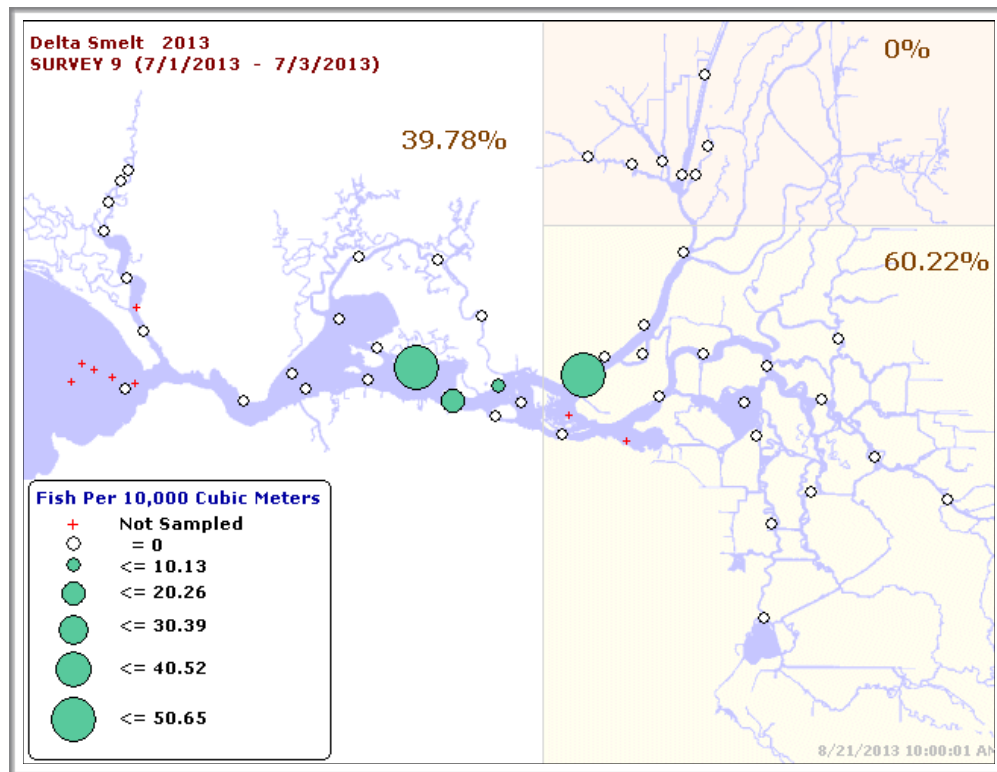 Delta Smelt 2013
SURVEY 9 (7/1/2013 - 7/3/2013)
0%
39.78%
60.22%
Fish Per 10,000 Cubic Meters
Not Sampled
= 0
<= 10.13
<= 20.26
<= 30.39
<= 40.52
<= 50.65
8/21/2013 10:00:01